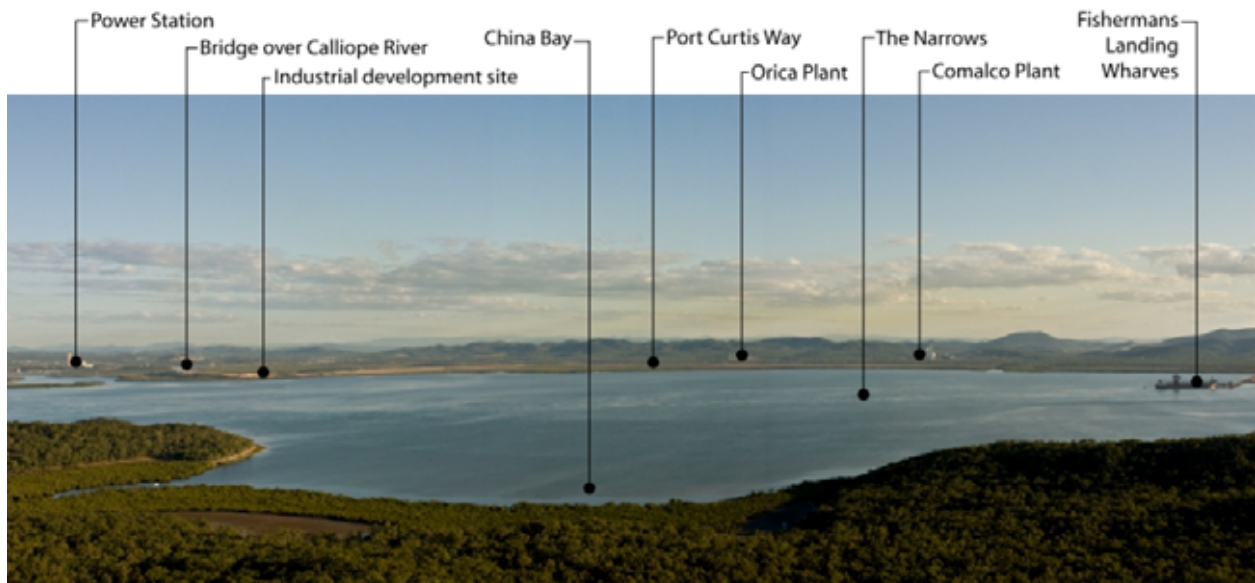 Power Station
Bridge over Calliope River
Industrial development site
China Bay
Port Curtis Way
Orica Plant
The Narrows
Comalco Plant
Fishermans
Landing
Wharves